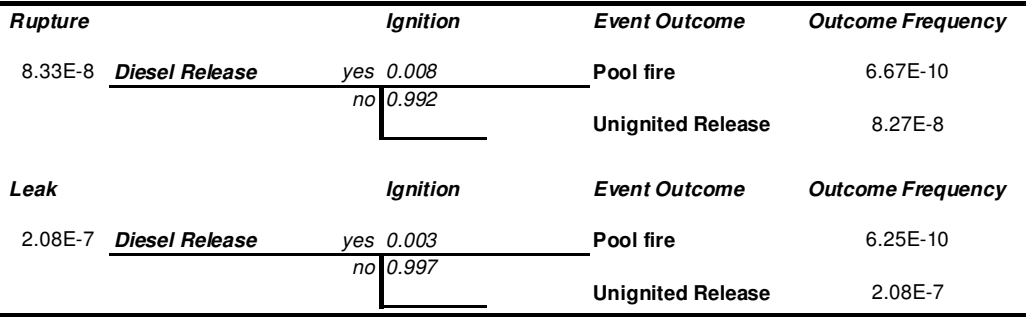 Rupture Ignition Event Outcome Outcome Frequency
8.33E-8 Diesel Release yes 0.008 Pool fire 6.67E-10
no 0.992
Unignited Release 8.27E-8
Leak Ignition Event Outcome Outcome Frequency
2.08E-7 Diesel Release yes 0.003 Pool fire 6.25E-10
no 0.997
Unignited Release 2.08E-7